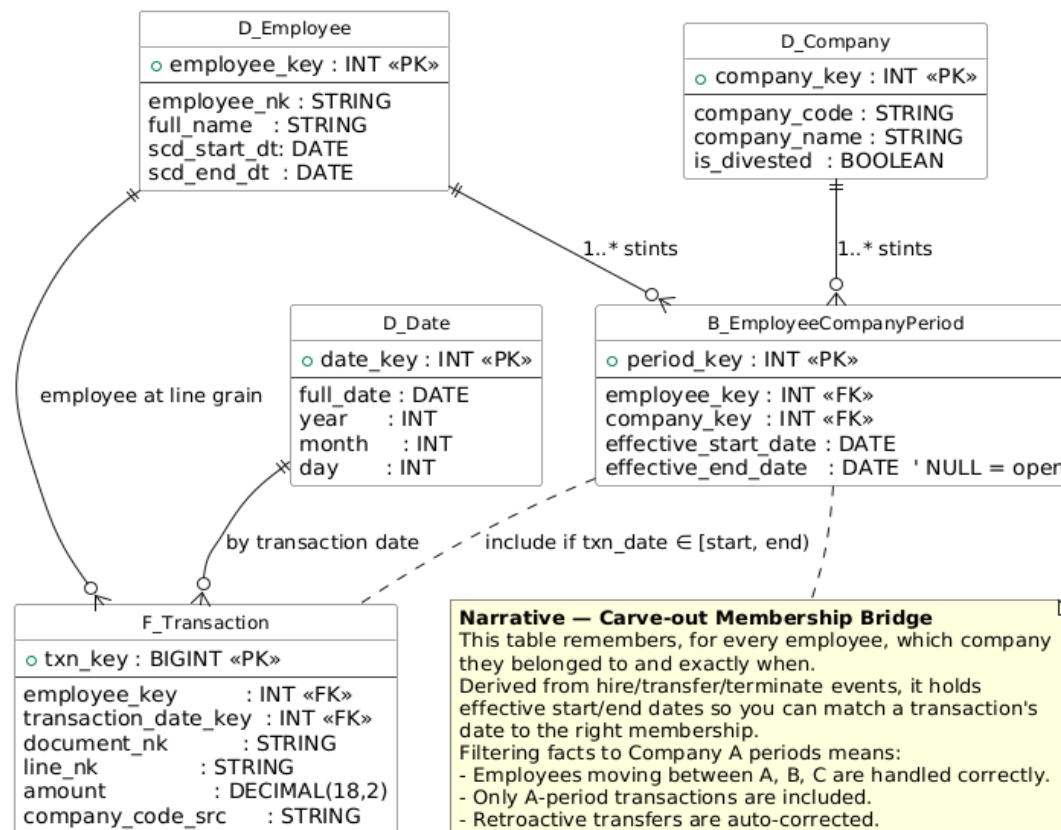 D_Employee
employee_key : INT «PK»
employee_nk : STRING
full_name : STRING
scd_start_dt: DATE
scd_end_dt : DATE
D_Company
company_key : INT «PK»
company_code : STRING
company_name : STRING
is_divested : BOOLEAN
1..* stints
1..* stints
D_Date
date_key : INT «PK»
full_date : DATE
year : INT
month : INT
day : INT
B_EmployeeCompanyPeriod
period_key : INT «PK»
employee_key : INT «FK»
company_key : INT «FK»
effective_start_date : DATE
effective_end_date : DATE ' NULL = open
employee at line grain
by transaction date
include if txn_date ∈ [start, end)
F_Transaction
txn_key : BIGINT «PK»
employee_key : INT «FK»
transaction_date_key : INT «FK»
document_nk : STRING
line_nk : STRING
amount : DECIMAL(18,2)
company_code_src : STRING
Narrative — Carve-out Membership Bridge
This table remembers, for every employee, which company
they belonged to and exactly when.
Derived from hire/transfer/terminate events, it holds
effective start/end dates so you can match a transaction's
date to the right membership.
Filtering facts to Company A periods means:
- Employees moving between A, B, C are handled correctly.
- Only A-period transactions are included.
- Retroactive transfers are auto-corrected.